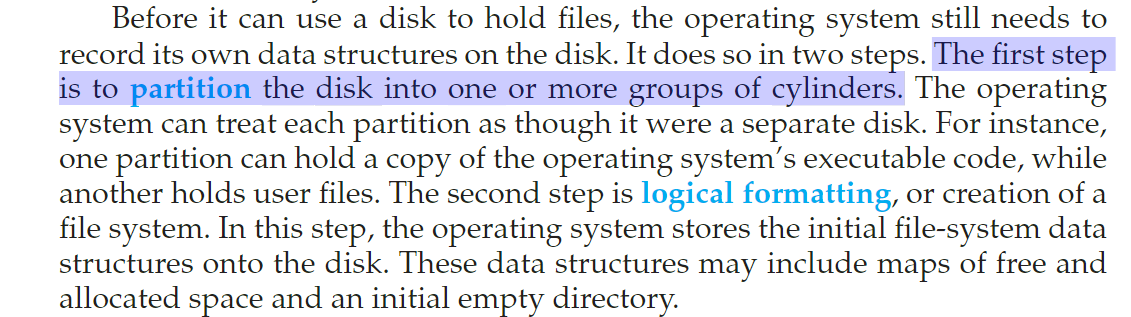 Before it can use a disk to hold files, the operating system still needs to
record its own data structures on the disk. It does so in two steps. The first step
is to partition the disk into one or more groups of cylinders. The operating
system can treat each partition as though it were a separate disk. For instance,
one partition can hold a copy of the operating system’s executable code, while
another holds user files. The second step is logical formatting, or creation of a
file system. In this step, the operating system stores the initial file-system data
structures onto the disk. These data structures may include maps of free and
allocated space and an initial empty directory.